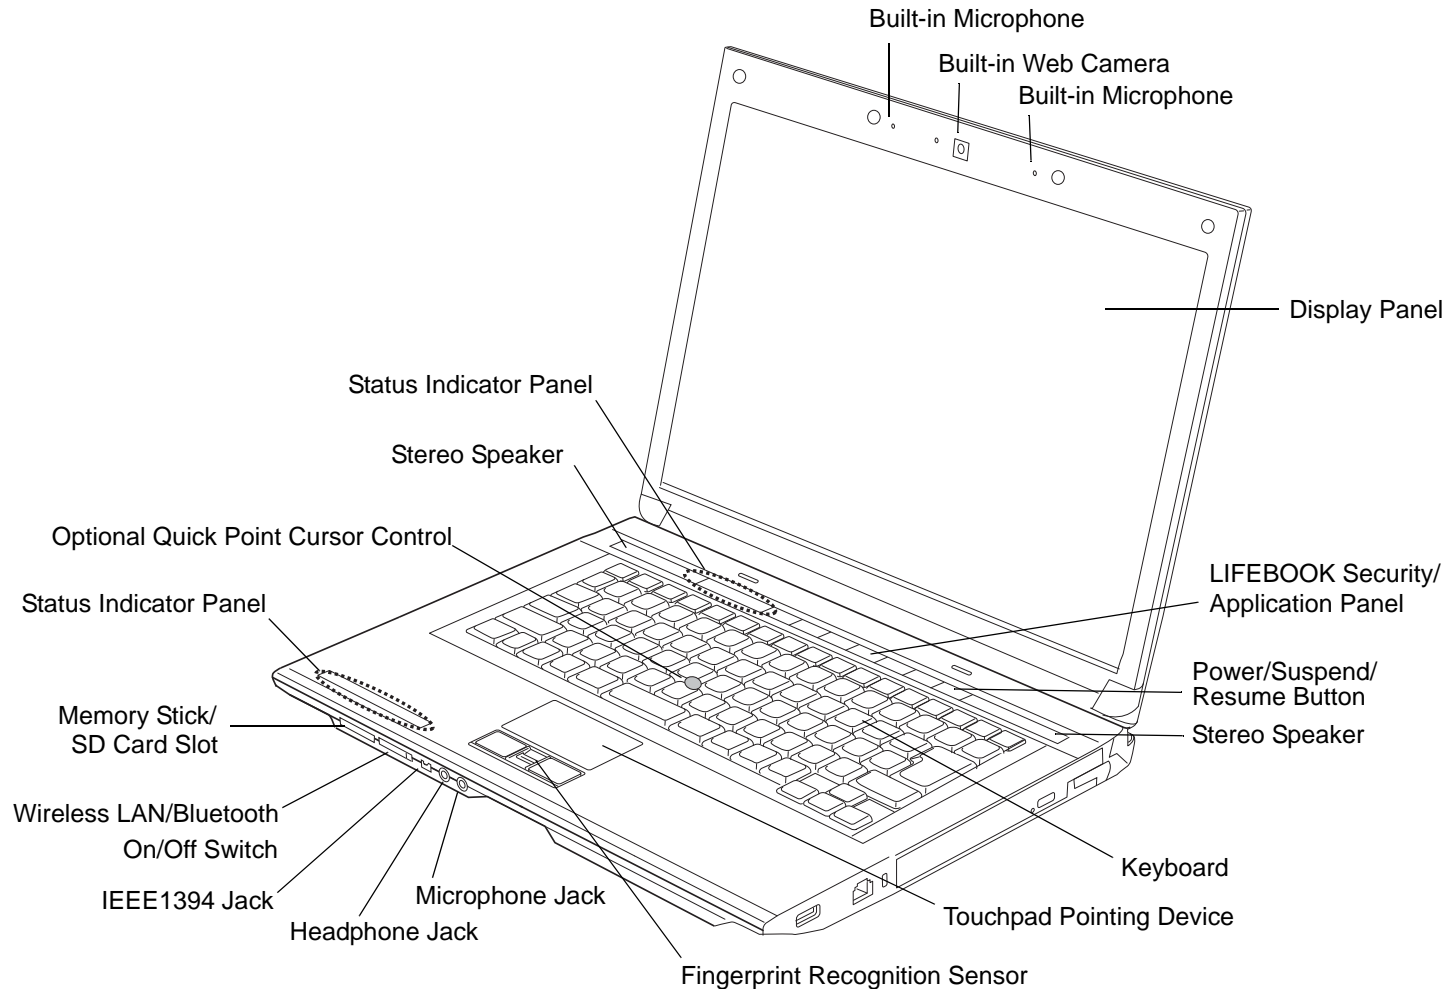 Built-in Microphone
Built-in Web Camera
Built-in Microphone
Display Panel
Status Indicator Panel
Stereo Speaker
Optional Quick Point Cursor Control
Status Indicator Panel
LIFEBOOK Security/
Application Panel
Power/Suspend/
Resume Button
Stereo Speaker
Memory Stick/
SD Card Slot
Wireless LAN/Bluetooth
On/Off Switch
IEEE1394 Jack
Headphone Jack
Microphone Jack
Keyboard
Touchpad Pointing Device
Fingerprint Recognition Sensor